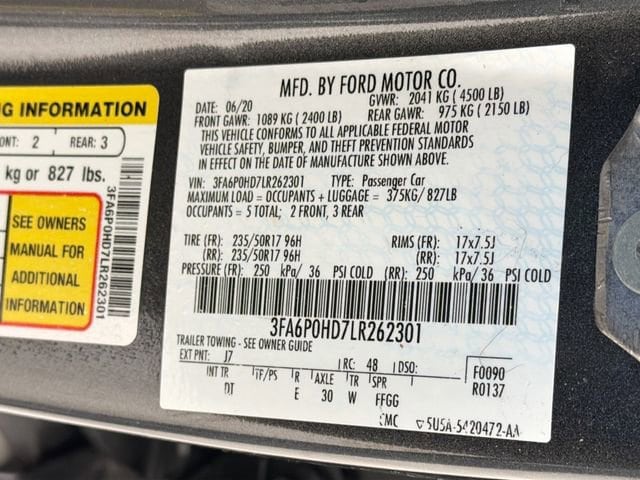 NG INFORMATION
ONT: 2 REAR: 3
kg or 827 lbs.
SEE OWNERS
MANUAL FOR
ADDITIONAL
INFORMATION
3FA6P0HD7LR262301
MFD. BY FORD MOTOR CO.
DATE: 06/20 GVWR: 2041 KG ( 4500 LB)
FRONT GAWR: 1089 KG ( 2400 LB) REAR GAWR: 975 KG ( 2150 LB)
THIS VEHICLE CONFORMS TO ALL APPLICABLE FEDERAL MOTOR
VEHICLE SAFETY, BUMPER, AND THEFT PREVENTION STANDARDS
IN EFFECT ON THE DATE OF MANUFACTURE SHOWN ABOVE.
VIN: 3FA6P0HD7LR262301 TYPE: Passenger Car
MAXIMUM LOAD = OCCUPANTS + LUGGAGE = 375KG/ 827LB
OCCUPANTS = 5 TOTAL; 2 FRONT, 3 REAR
TIRE (FR): 235/50R17 96H RIMS (FR): 17x7.5J
(RR): 235/50R17 96H (RR): 17x7.5J
PRESSURE (FR): 250 kPa/ 36 PSI COLD (RR): 250 kPa/ 36 PSI COLD
3FA6P0HD7LR262301
TRAILER TOWING - SEE OWNER GUIDE
EXT PNT: J7 RC: 48 DSO: F0090
INT TR TF/PS R AXLE TR SPR R0137
DT E 30 W FFGG
5U5A-5420472-AA